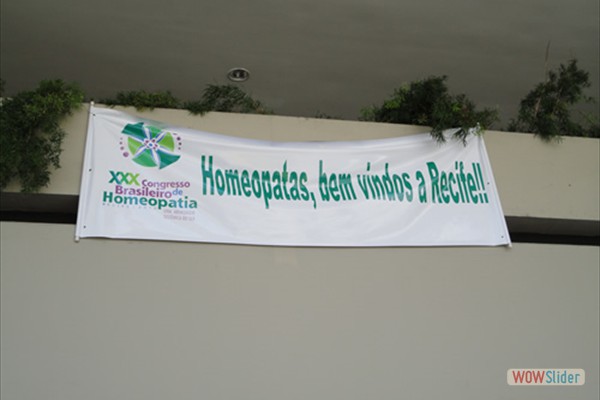 XXX Congresso
Brasileiro de
Homeopatia
Homeopatas, bem vindos a Recife!!
WOWSlider